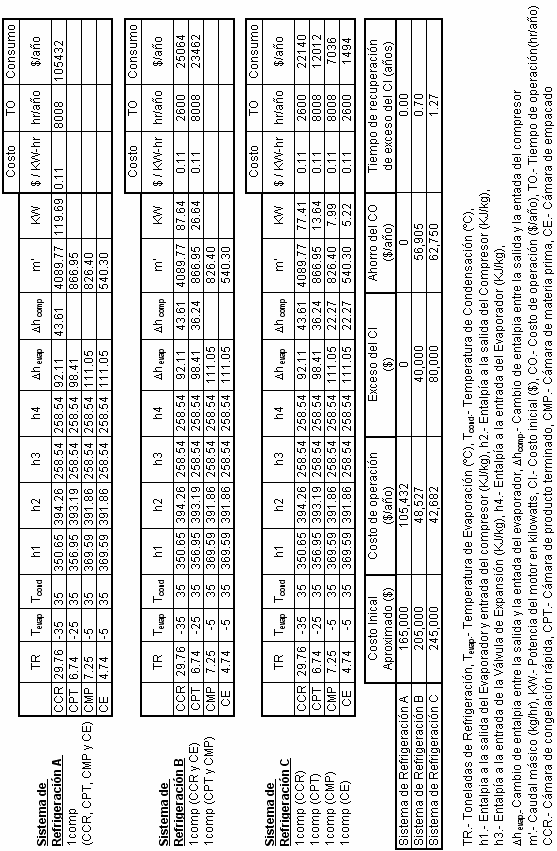 Costo TO Consumo
TR Tevap Tcond h1 h2 h3 h4 Δhevap Δhcomp m' KW $ / KW-hr hr/año $/año
Sistema de
Refrigeración A CCR 29.76 -35 35 350.65 394.26 258.54 258.54 92.11 43.61 4089.77 119.69 0.11 8008 105432
1comp CPT 6.74 -25 35 356.95 393.19 258.54 258.54 98.41 866.95
(CCR, CPT, CMP y CE) CMP 7.25 -5 35 369.59 391.86 258.54 258.54 111.05 826.40
CE 4.74 -5 35 369.59 391.86 258.54 258.54 111.05 540.30
Costo TO Consumo
TR Tevap Tcond h1 h2 h3 h4 Δhevap Δhcomp m' KW $ / KW-hr hr/año $/año
Sistema de
Refrigeración B CCR 29.76 -35 35 350.65 394.26 258.54 258.54 92.11 43.61 4089.77 87.64 0.11 2600 25064
1comp (CCR y CE) CPT 6.74 -25 35 356.95 393.19 258.54 258.54 98.41 36.24 866.95 26.64 0.11 8008 23462
1comp (CPT y CMP) CMP 7.25 -5 35 369.59 391.86 258.54 258.54 111.05 826.40
CE 4.74 -5 35 369.59 391.86 258.54 258.54 111.05 540.30
Costo TO Consumo
TR Tevap Tcond h1 h2 h3 h4 Δhevap Δhcomp m' KW $ / KW-hr hr/año $/año
Sistema de
Refrigeración C CCR 29.76 -35 35 350.65 394.26 258.54 258.54 92.11 43.61 4089.77 77.41 0.11 2600 22140
1comp (CCR) CPT 6.74 -25 35 356.95 393.19 258.54 258.54 98.41 36.24 866.95 13.64 0.11 8008 12012
1comp (CPT) CMP 7.25 -5 35 369.59 391.86 258.54 258.54 111.05 22.27 826.40 7.99 0.11 8008 7036
1comp (CMP) CE 4.74 -5 35 369.59 391.86 258.54 258.54 111.05 22.27 540.30 5.22 0.11 2600 1494
1comp (CE)
Costo Inical Costo de operación Exceso del CI Ahorro del CO Tiempo de recuperación
Aproximado ($) ($/año) ($) ($/año) de exceso del CI (años)
Sistema de Refrigeración A 165,000 105,432 0 0 0.00
Sistema de Refrigeración B 205,000 48,527 40,000 56,905 0.70
Sistema de Refrigeración C 245,000 42,682 80,000 62,750 1.27
TR.- Toneladas de Refrigeración, Tevap.- Temperatura de Evaporación (ºC), Tcond.- Temperatura de Condensación (ºC),
h1.- Entalpía a la salida del Evaporador y entrada del compresor (KJ/kg), h2.- Entalpía a la salida del Compresor (KJ/kg),
h3.- Entalpía a la entrada de la Válvula de Expansión (KJ/kg), h4.- Entalpía a la entrada del Evaporador (KJ/kg),
Δhevap.- Cambio de entalpía entre la salida y la entada del evaporador, Δhcomp.- Cambio de entalpía entre la salida y la entada del compresor
m'.- Caudal másico (kg/hr), KW.- Potencia del motor en kilowatts, CI.- Costo inicial ($), CO.- Costo de operación ($/año), TO.- Tiempo de operación(hr/año)
CCR.- Cámara de congelación rápida, CPT.- Cámara de producto terminado, CMP.- Cámara de materia prima, CE.- Cámara de empacado